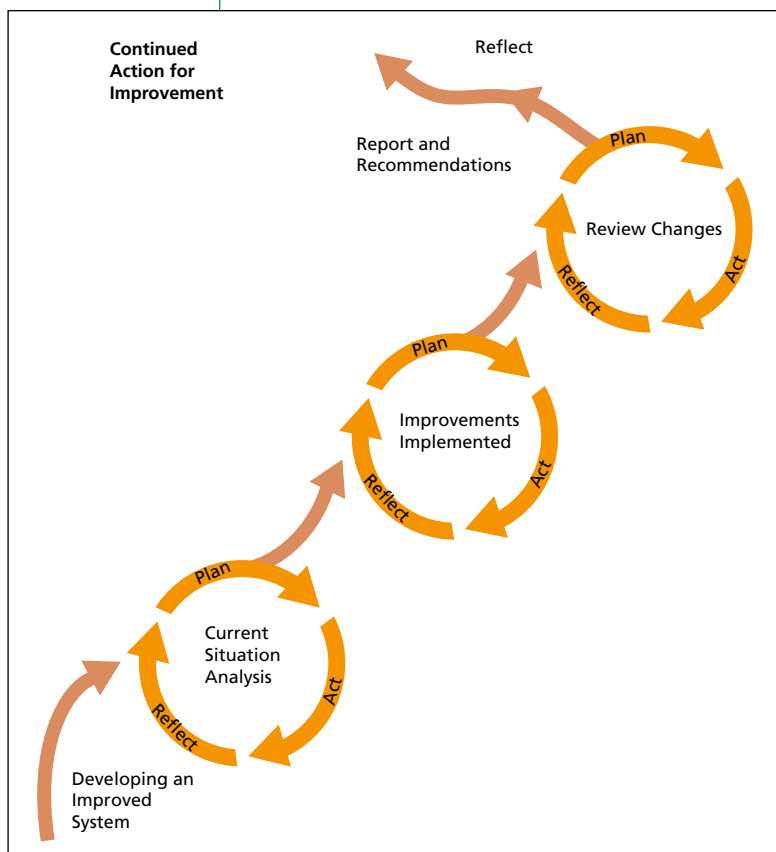 Continued
Action for
Improvement
Reflect
Report and
Recommendations
Plan
Review Changes
Act
Reflect
Plan
Improvements
Implemented
Act
Reflect
Plan
Current
Situation
Analysis
Act
Reflect
Developing an
Improved
System